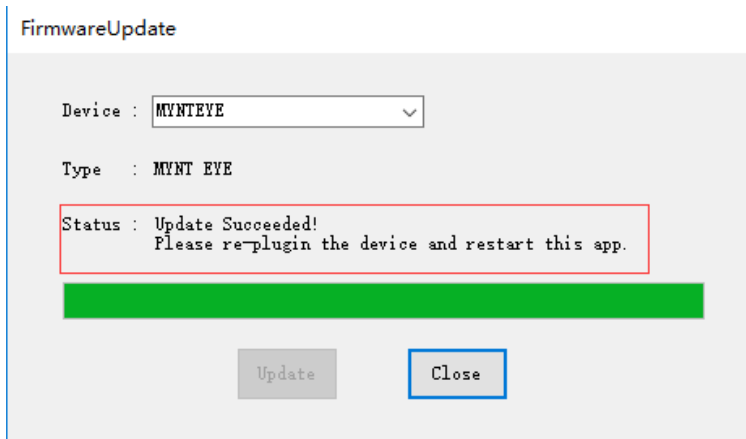 FirmwareUpdate
Device : MYNTEYE
Type : MYNT EYE
Status : Update Succeeded!
Please re-plugin the device and restart this app.
Update Close